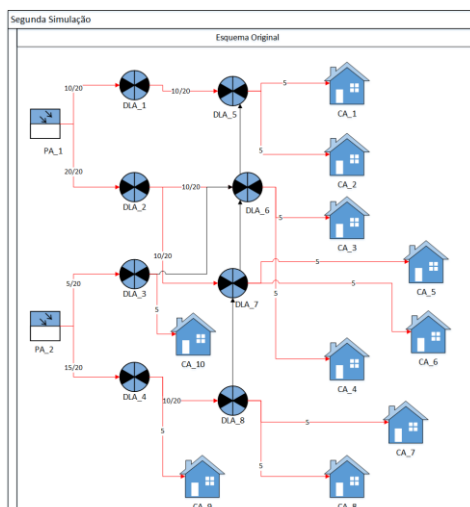 Segunda Simulação
Esquema Original
10/20
DLA_1
10/20
DLA_5
5
CA_1
PA_1
5
CA_2
20/20
DLA_2
10/20
DLA_6
5
CA_3
10/20
5/20
DLA_3
DLA_7
5
CA_5
5
5
5
CA_10
CA_6
PA_2
15/20
DLA_4
10/20
DLA_8
CA_4
5
CA_7
5
5
CA_9
CA_8